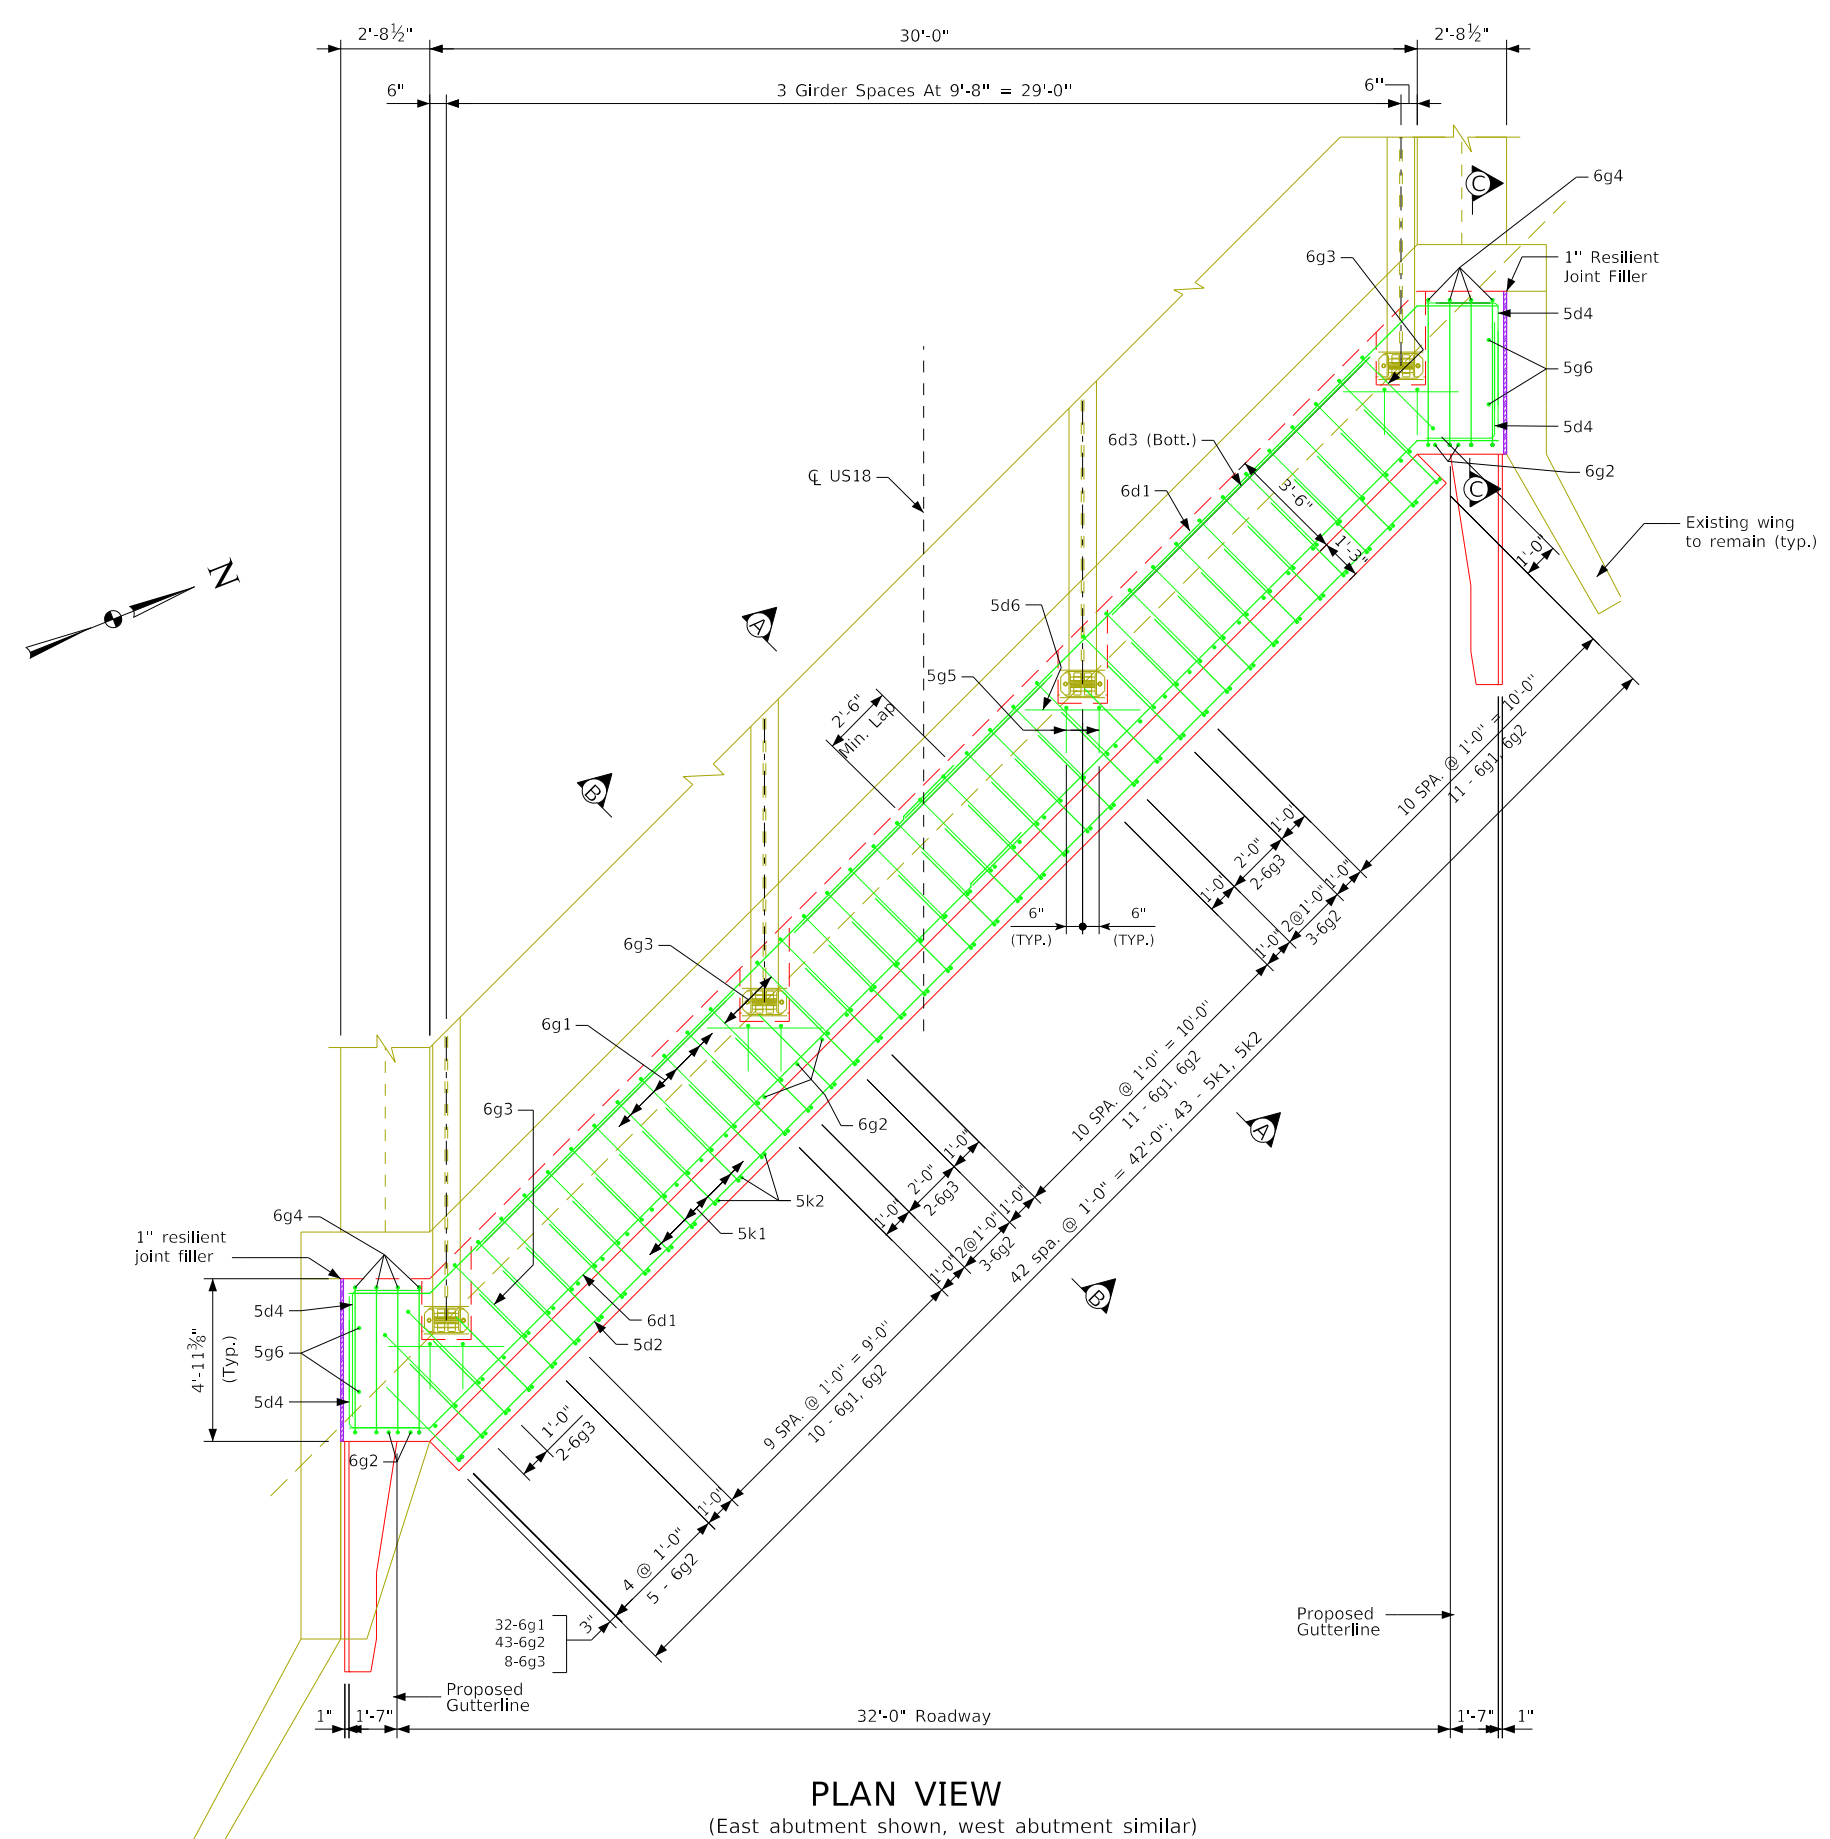 2'-8½"
30'-0"
2'-8½"
6"
3 Girder Spaces At 9'-8" = 29'-0"
6"
C
6g4
6g3
1" Resilient
Joint Filler
5d4
5g6
5d4
6g2
C
6d3 (Bott.)
3'-6"
1'-3"
1'-0"
℄ US18
6d1
Existing wing
to remain (typ.)
N
A
5d6
5g5
2'-6"
Min. Lap
B
10 SPA. @ 1'-0" = 10'-0"
11 - 6g1, 6g2
1'-0"
2'-0"
2-6g3
1'-0"
1'-0"
2@1'-0"
3-6g2
1'-0"
6"
(TYP.)
6"
(TYP.)
6g3
6g1
6g3
6g2
10 SPA. @ 1'-0" = 10'-0"
11 - 6g1, 6g2
42 spa. @ 1'-0" = 42'-0"; 43 - 5k1, 5k2
A
1'-0"
2'-0"
2-6g3
1'-0"
1'-0"
2@1'-0"
3-6g2
1'-0"
5k2
5k1
B
6g4
1" resilient
joint filler
5d4
5g6
5d4
4'-11⅜"
(Typ.)
6d1
5d2
6g2
9 SPA. @ 1'-0" = 9'-0"
10 - 6g1, 6g2
1'-0"
2-6g3
1'-0"
4 @ 1'-0"
5 - 6g2
3"
32-6g1
43-6g2
8-6g3
Proposed
Gutterline
Proposed
Gutterline
1"
1'-7"
32'-0" Roadway
1'-7"
1"
PLAN VIEW
(East abutment shown, west abutment similar)